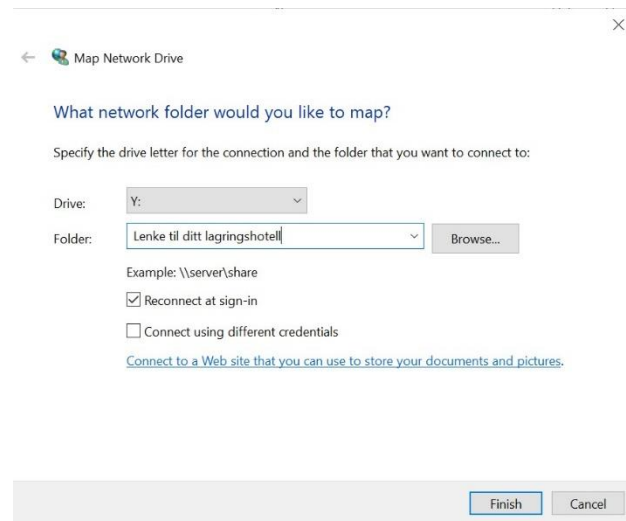 Map Network Drive
What network folder would you like to map?
Specify the drive letter for the connection and the folder that you want to connect to:
Drive: Y:
Folder: Lenke til ditt lagringshotell Browse...
Example: \\server\share
Reconnect at sign-in
Connect using different credentials
Connect to a Web site that you can use to store your documents and pictures.
Finish Cancel